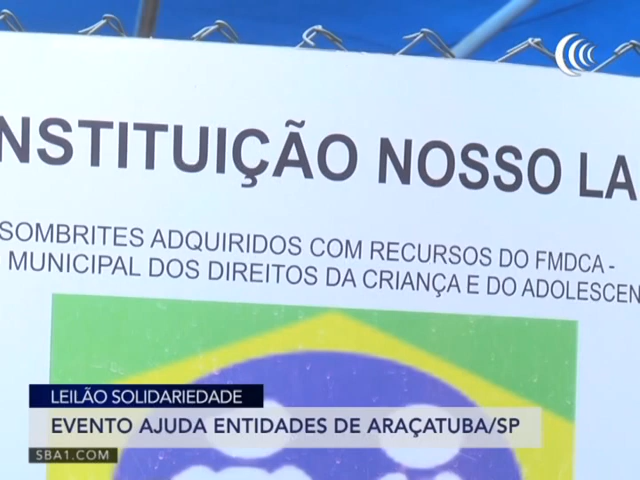 NSTITUIÇÃO NOSSO LA
SOMBRITES ADQUIRIDOS COM RECURSOS DO FMDCA -
MUNICIPAL DOS DIREITOS DA CRIANÇA E DO ADOLESCEN
LEILÃO SOLIDARIEDADE
EVENTO AJUDA ENTIDADES DE ARAÇATUBA/SP
SBA1.COM